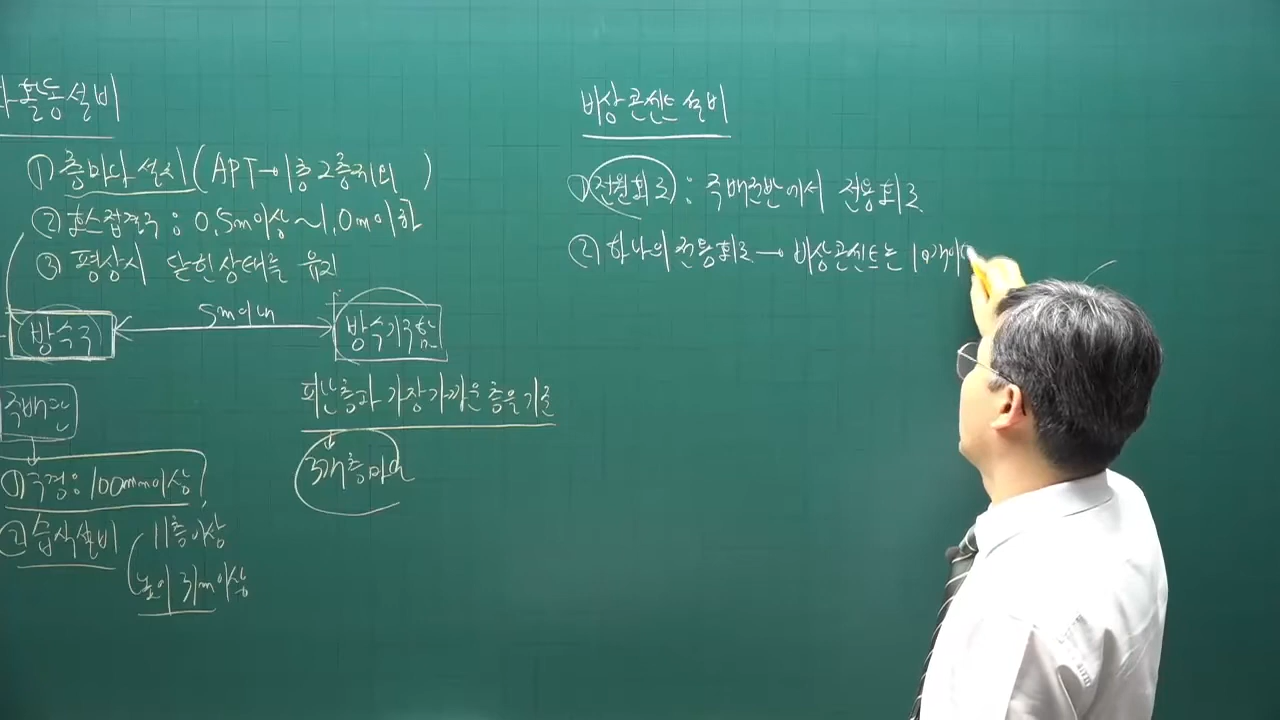 활동설비
① 층마다 설치(APT→1층2층제외)
② 호스접결구 : 0.5m이상~1.0m이하
③ 평상시 닫힌상태를 유지
방수구 5m이내 방수기구함
피난층과 가장가까운 층을 기준
3개층마다
주배관
① 구경: 100mm이상
② 습식설비 11층이상
높이 31m이상
비상콘센트설비
① 전원회로 : 주배전반에서 전용회로
② 하나의 전용회로 → 비상콘센트는 10개이